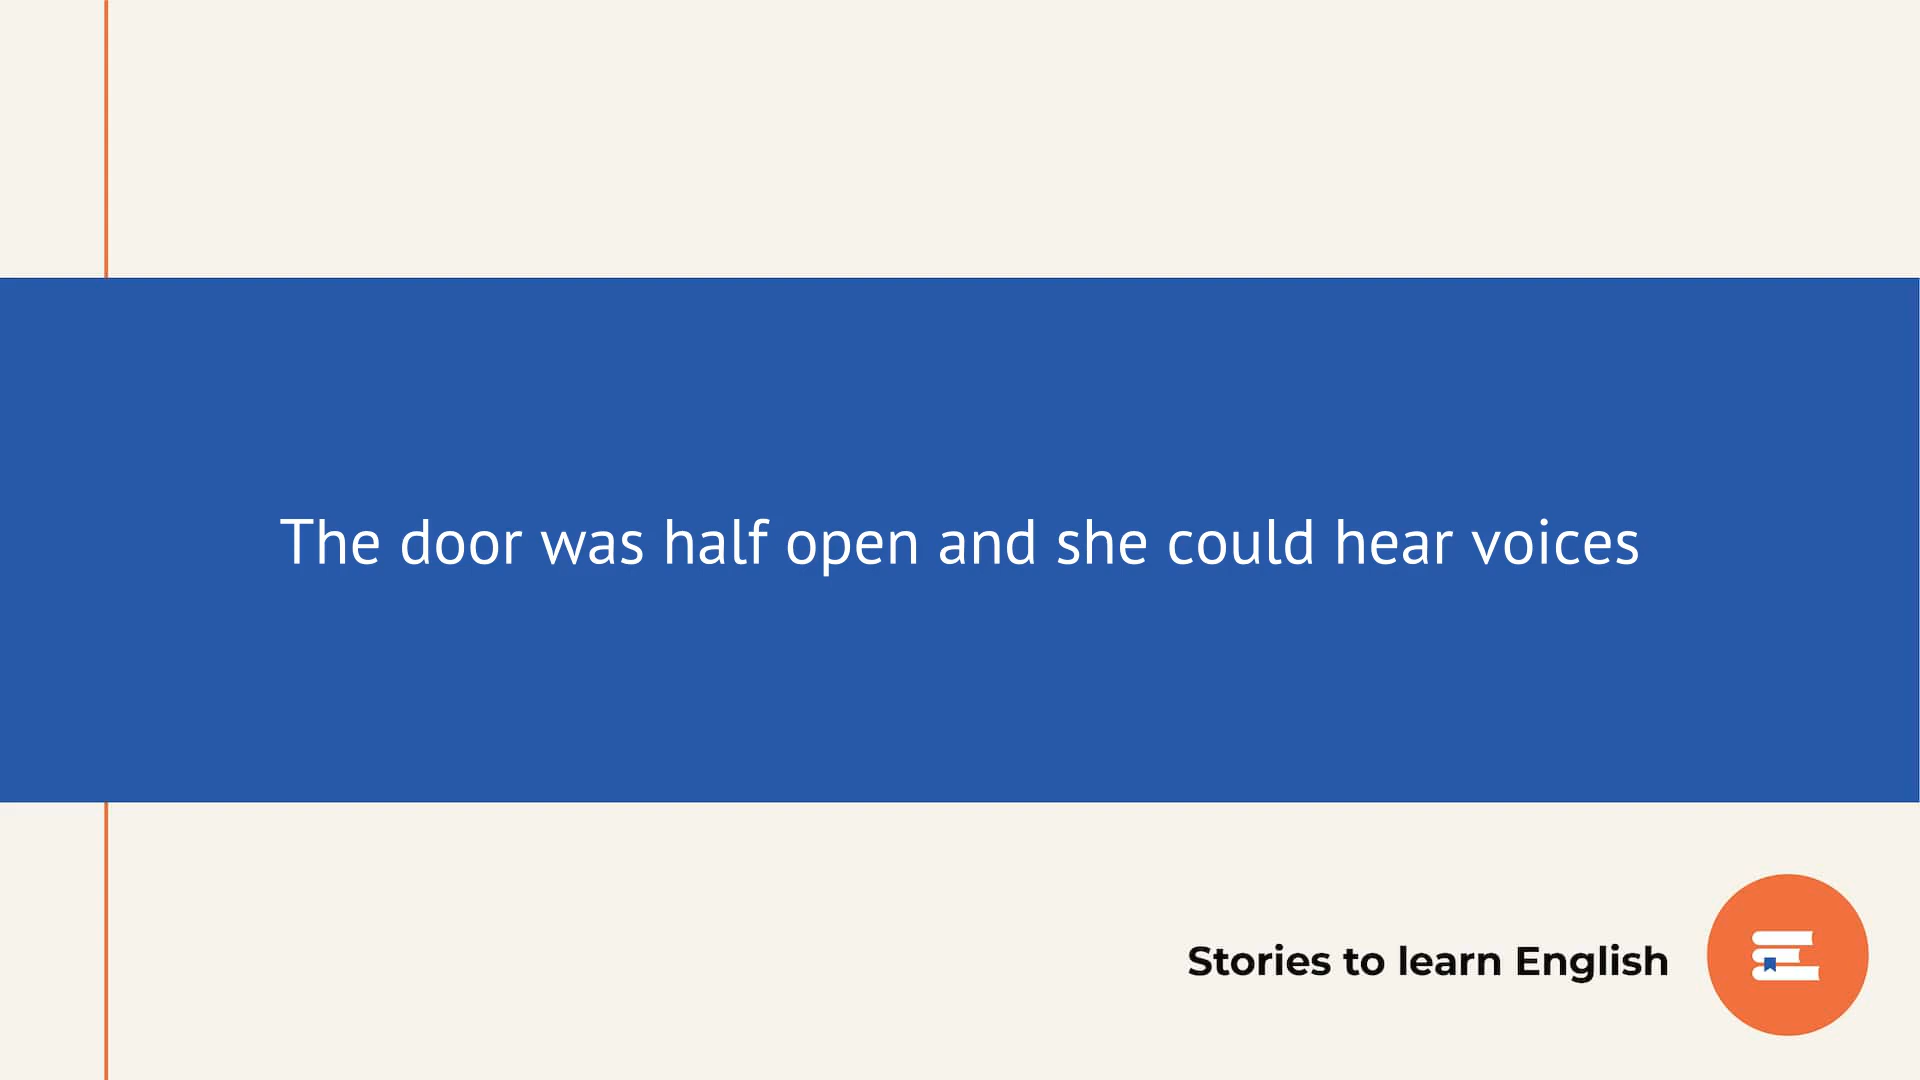 The door was half open and she could hear voices
Stories to learn English